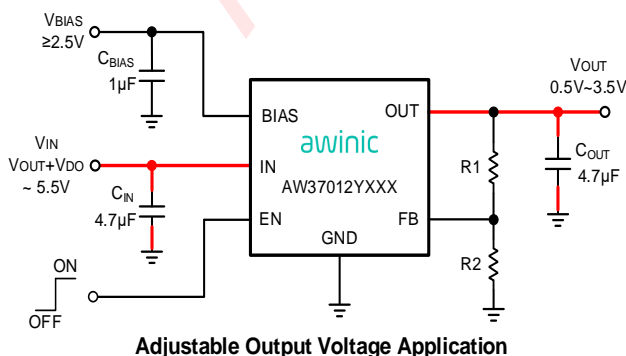 VBIAS
≥2.5V
CBIAS
1µF
VIN
VOUT+VDO
~ 5.5V
CIN
4.7µF
ON
OFF
BIAS
OUT
awinic
IN
AW37012YXXX
EN
FB
GND
R1
R2
VOUT
0.5V~3.5V
COUT
4.7µF
Adjustable Output Voltage Application